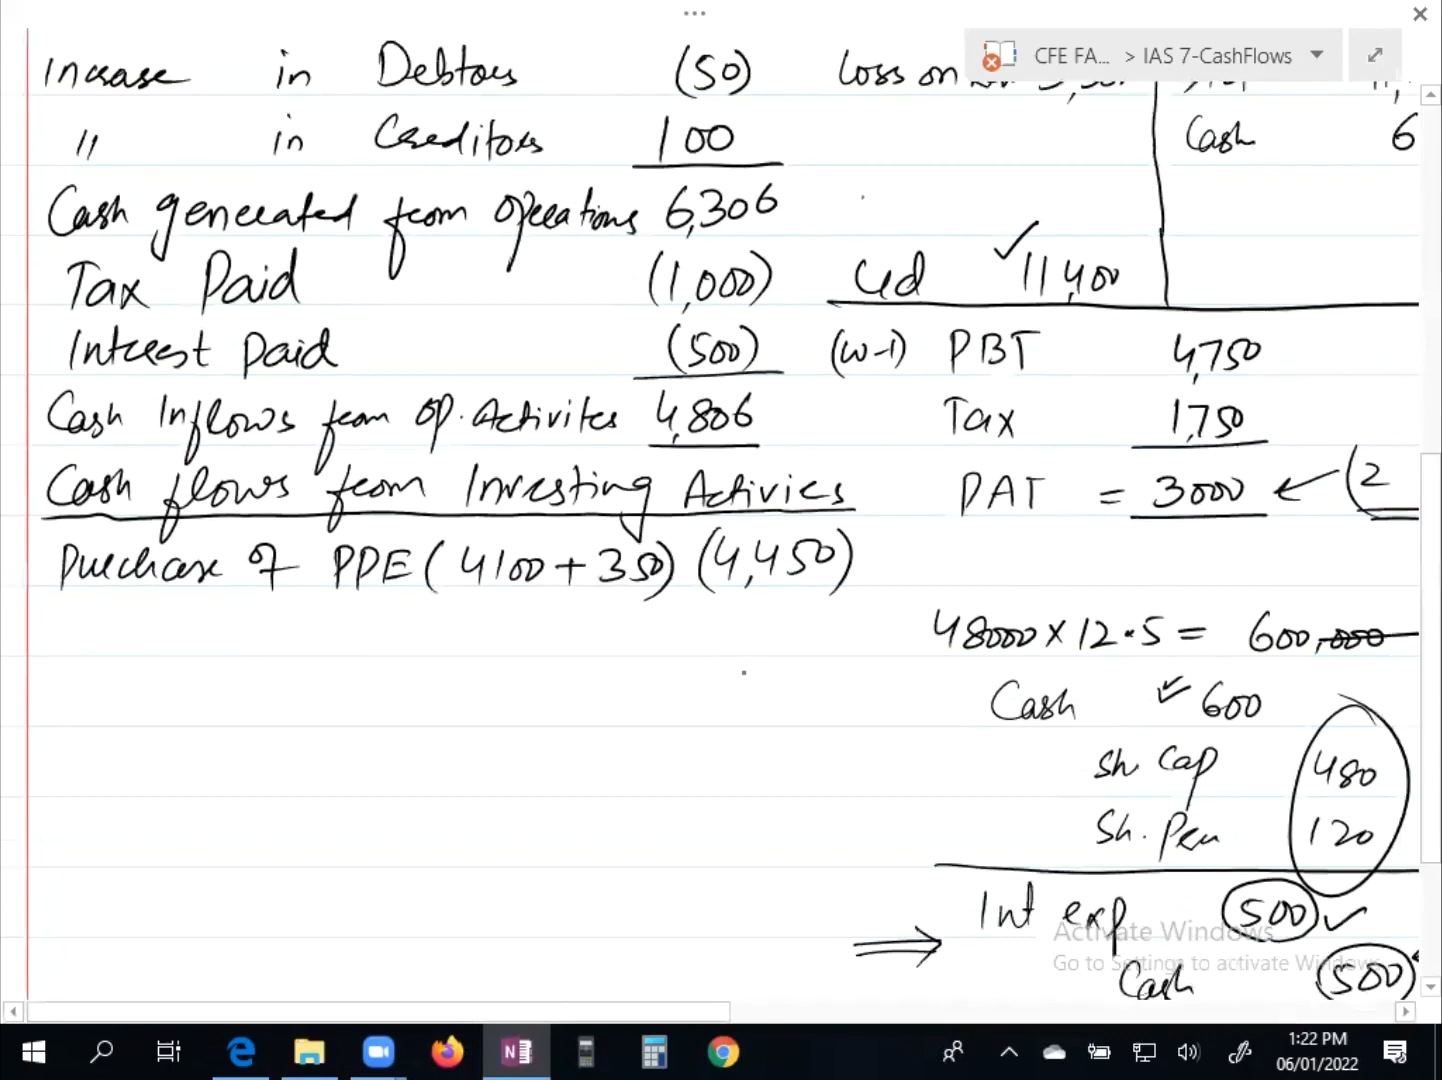 CFE FA... > IAS 7-CashFlows
Increase in Debtors (50) loss on
" in Creditors 100 Cash 6
Cash generated from operations 6,306
Tax Paid (1,000) c/d ✓11,400
Interest paid (500) (W-1) PBT 4,750
Cash Inflows from Op. Activites 4,806 Tax 1,750
Cash flows from Investing Activies PAT = 3000 ← (2
Purchase of PPE (4100+350) (4,450)
48000 x 12.5 = 600,000
Cash ✓ 600
Sh Cap 480
Sh. Prem 120
Int exp 500 ✓
⇒ Cash (500)
Activate Windows
Go to Settings to activate Windows.
1:22 PM
06/01/2022